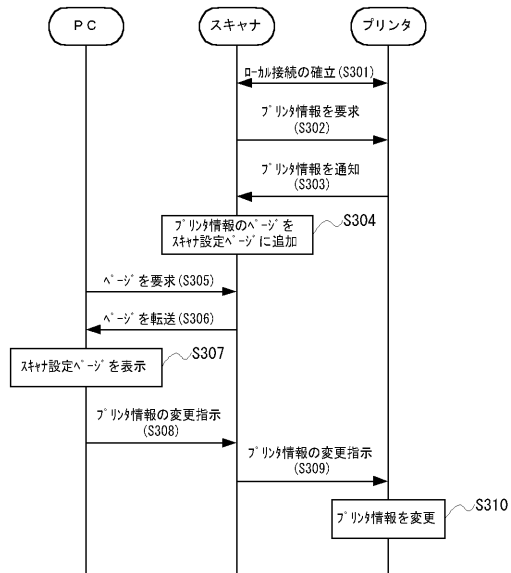 ＰＣ
スキャナ
プリンタ
ﾛｰｶﾙ接続の確立(S301)
ﾌﾟﾘﾝﾀ情報を要求
(S302)
ﾌﾟﾘﾝﾀ情報を通知
(S303)
ﾌﾟﾘﾝﾀ情報のﾍﾟｰｼﾞを
ｽｷｬﾅ設定ﾍﾟｰｼﾞに追加
S304
ﾍﾟｰｼﾞを要求(S305)
ﾍﾟｰｼﾞを転送(S306)
ｽｷｬﾅ設定ﾍﾟｰｼﾞを表示
S307
ﾌﾟﾘﾝﾀ情報の変更指示
(S308)
ﾌﾟﾘﾝﾀ情報の変更指示
(S309)
ﾌﾟﾘﾝﾀ情報を変更
S310